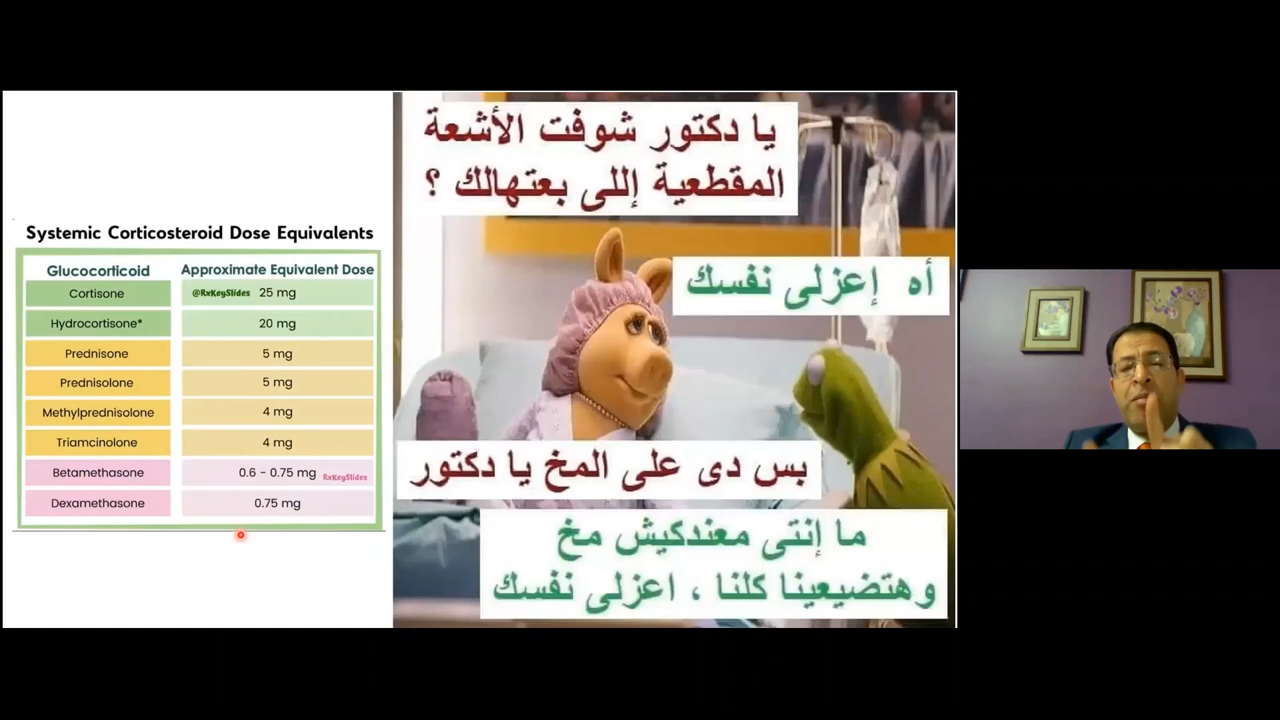 Systemic Corticosteroid Dose Equivalents
Glucocorticoid Approximate Equivalent Dose
Cortisone @RxKeySlides 25 mg
Hydrocortisone* 20 mg
Prednisone 5 mg
Prednisolone 5 mg
Methylprednisolone 4 mg
Triamcinolone 4 mg
Betamethasone 0.6 - 0.75 mg RxKeySlides
Dexamethasone 0.75 mg
يا دكتور شوفت الأشعة
المقطعية إللى بعتهالك ؟
أه إعزلى نفسك
بس دى على المخ يا دكتور
ما إنتى معندكيش مخ
وهتضيعينا كلنا ، اعزلى نفسك